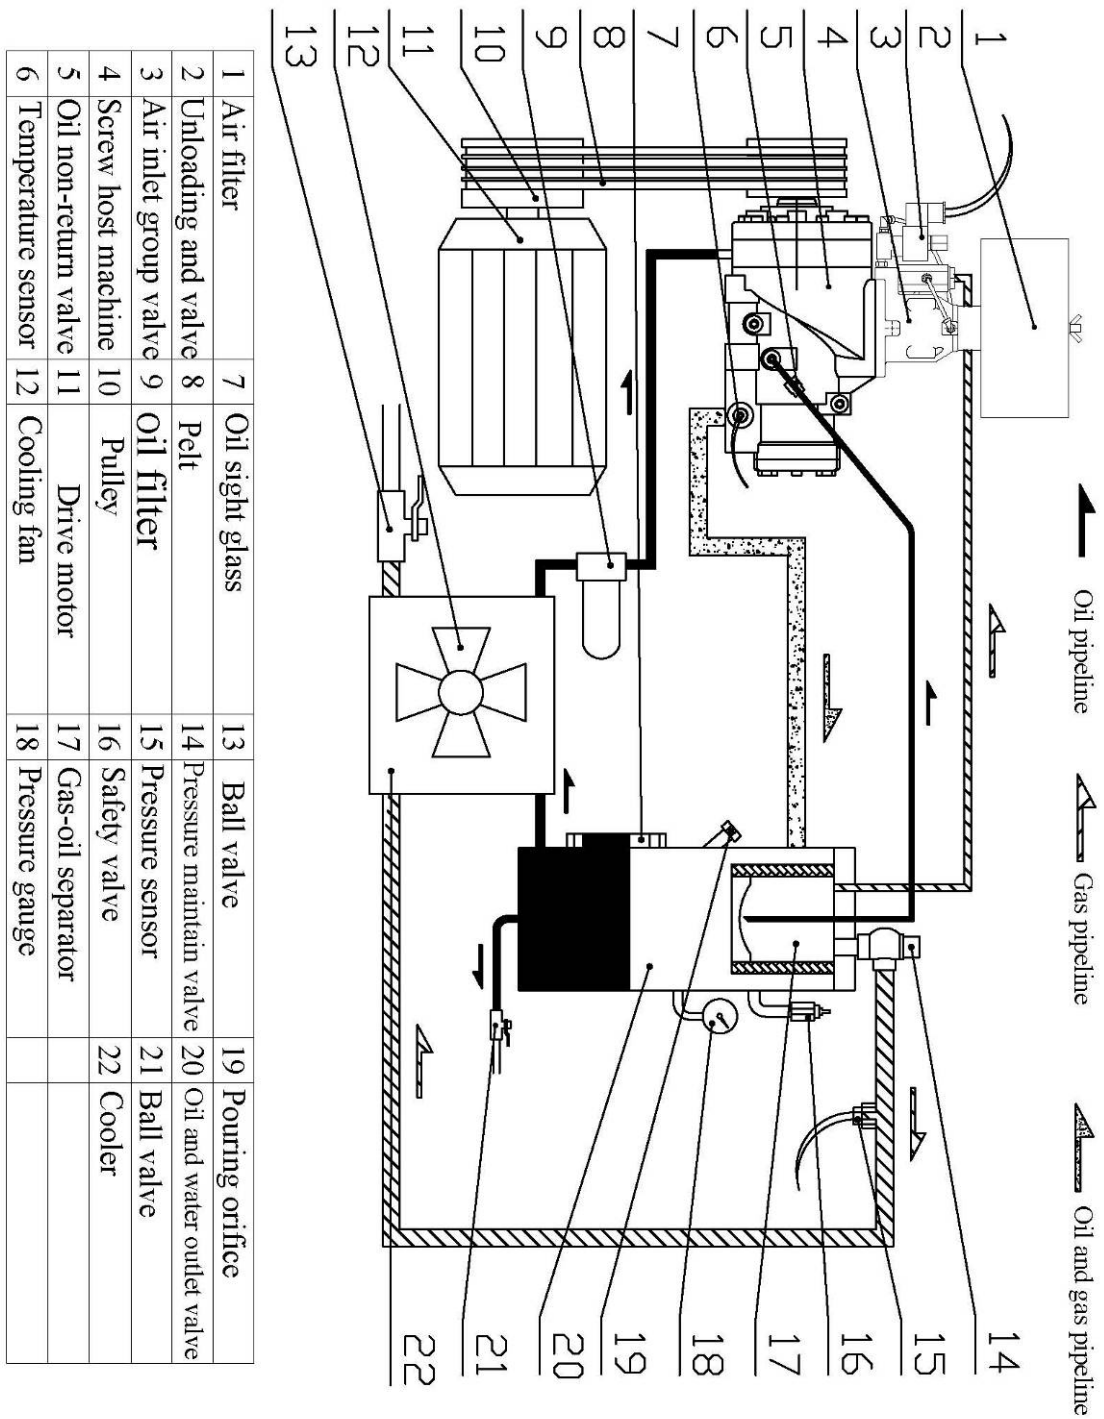 Oil pipeline
Gas pipeline
Oil and gas pipeline
1
2
3
4
5
6
7
8
9
10
11
12
13
14
15
16
17
18
19
20
21
22
1 Air filter 7 Oil sight glass 13 Ball valve 19 Pouring orifice
2 Unloading and valve 8 Pelt 14 Pressure maintain valve 20 Oil and water outlet valve
3 Air inlet group valve 9 Oil filter 15 Pressure sensor 21 Ball valve
4 Screw host machine 10 Pulley 16 Safety valve 22 Cooler
5 Oil non-return valve 11 Drive motor 17 Gas-oil separator
6 Temperature sensor 12 Cooling fan 18 Pressure gauge